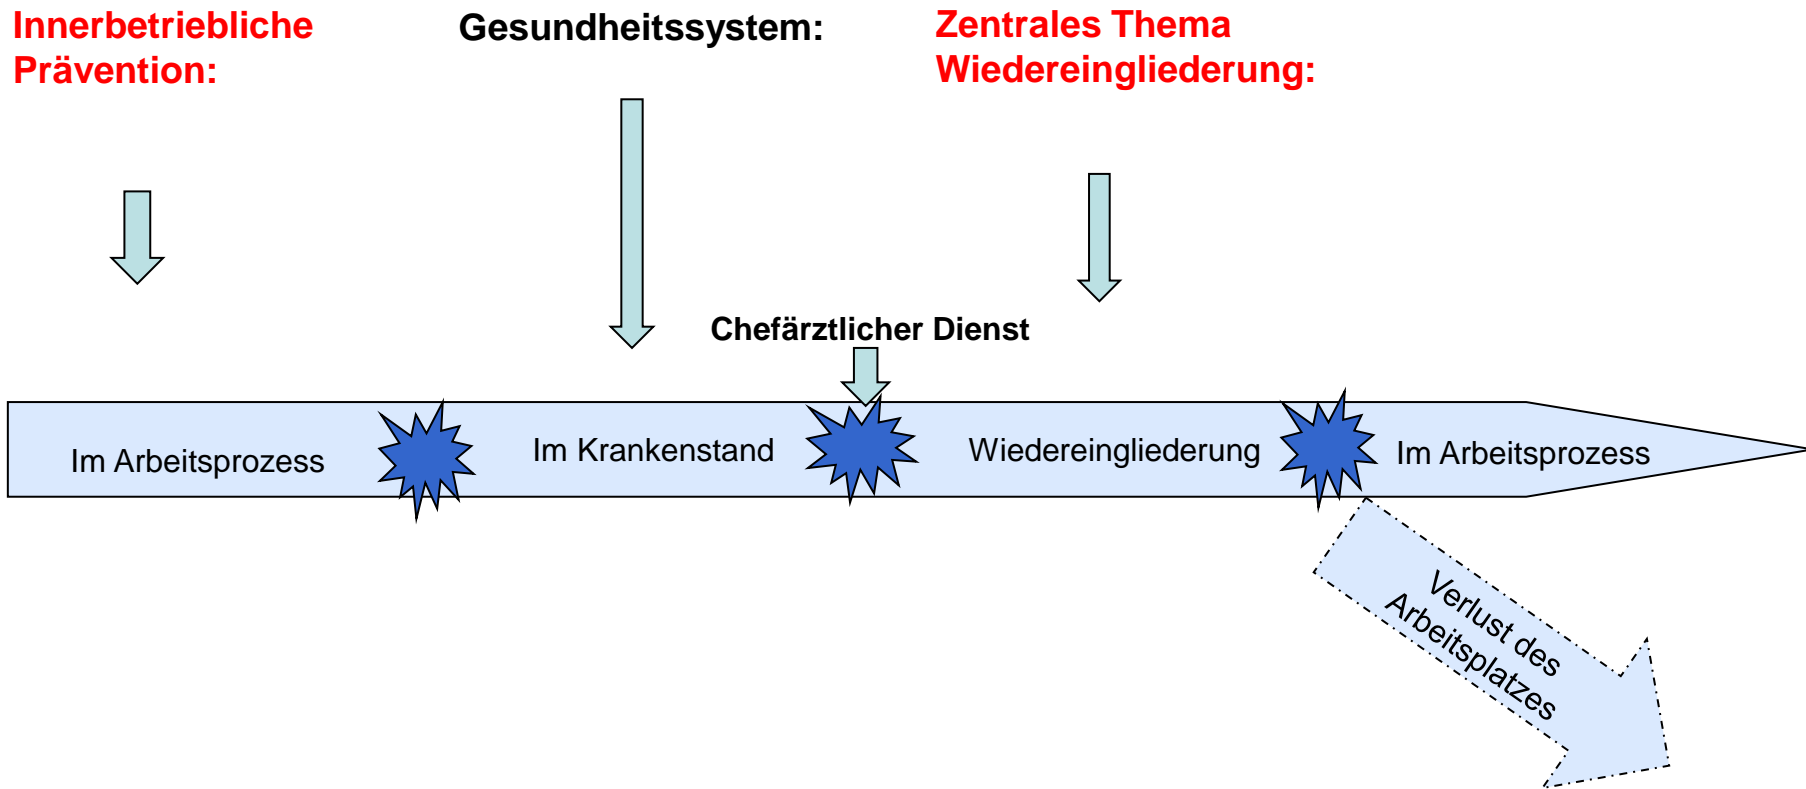 Innerbetriebliche
Prävention:
Gesundheitssystem:
Zentrales Thema
Wiedereingliederung:
Chefärztlicher Dienst
Im Arbeitsprozess
Im Krankenstand
Wiedereingliederung
Im Arbeitsprozess
Verlust des
Arbeitsplatzes